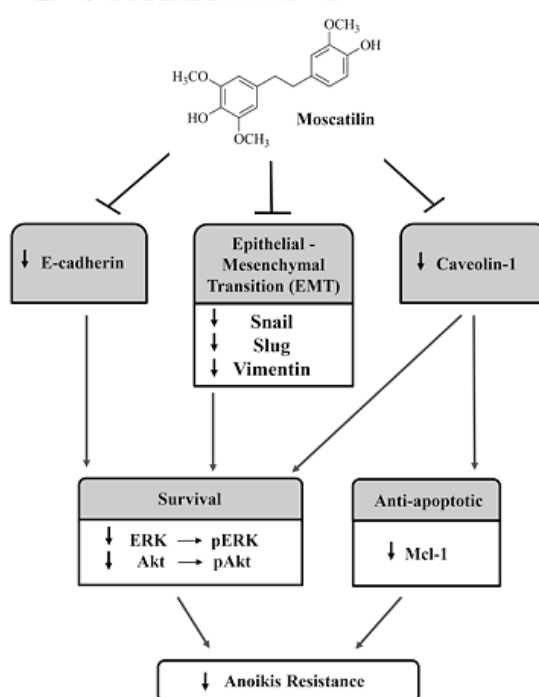 OCH₃
OH
H₃CO
HO
OCH₃
Moscatilin
↓ E-cadherin
Epithelial -
Mesenchymal
Transition (EMT)
↓ Snail
↓ Slug
↓ Vimentin
↓ Caveolin-1
Survival
↓ ERK → pERK
↓ Akt → pAkt
Anti-apoptotic
↓ Mcl-1
↓ Anoikis Resistance